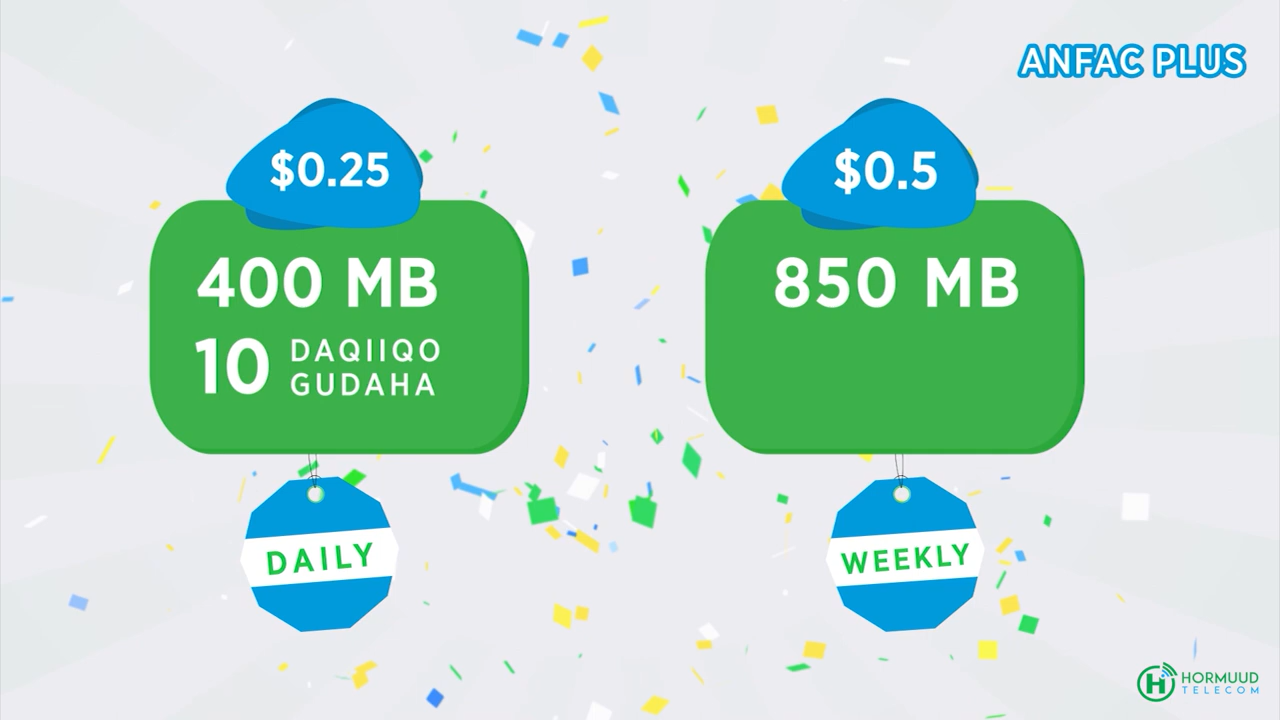 ANFAC PLUS
$0.25
400 MB
10 DAQIIQO
GUDAHA
DAILY
$0.5
850 MB
WEEKLY
HORMUUD
TELECOM